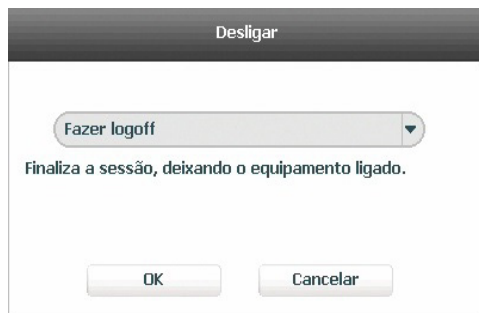 Desligar
Fazer logoff
Finaliza a sessão, deixando o equipamento ligado.
OK
Cancelar